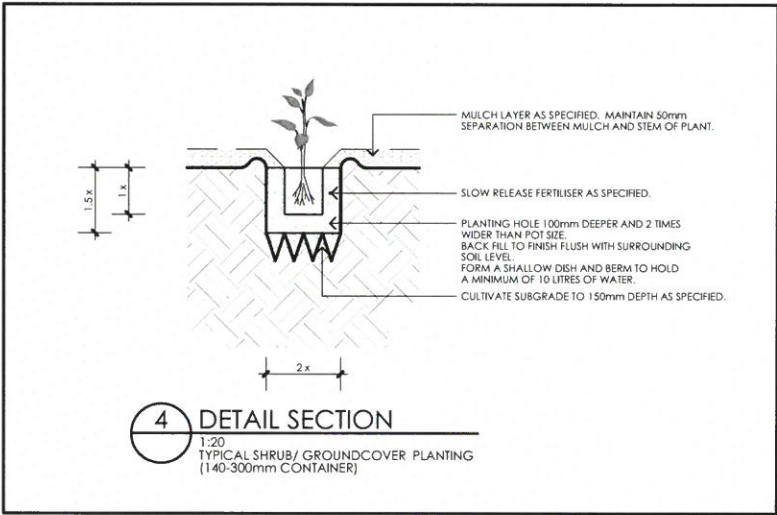 MULCH LAYER AS SPECIFIED. MAINTAIN 50mm
SEPARATION BETWEEN MULCH AND STEM OF PLANT.
1.5 x
1 x
SLOW RELEASE FERTILISER AS SPECIFIED.
PLANTING HOLE 100mm DEEPER AND 2 TIMES
WIDER THAN POT SIZE.
BACK FILL TO FINISH FLUSH WITH SURROUNDING
SOIL LEVEL.
FORM A SHALLOW DISH AND BERM TO HOLD
A MINIMUM OF 10 LITRES OF WATER.
CULTIVATE SUBGRADE TO 150mm DEPTH AS SPECIFIED.
2 x
4 DETAIL SECTION
1:20
TYPICAL SHRUB/ GROUNDCOVER PLANTING
(140-300mm CONTAINER)